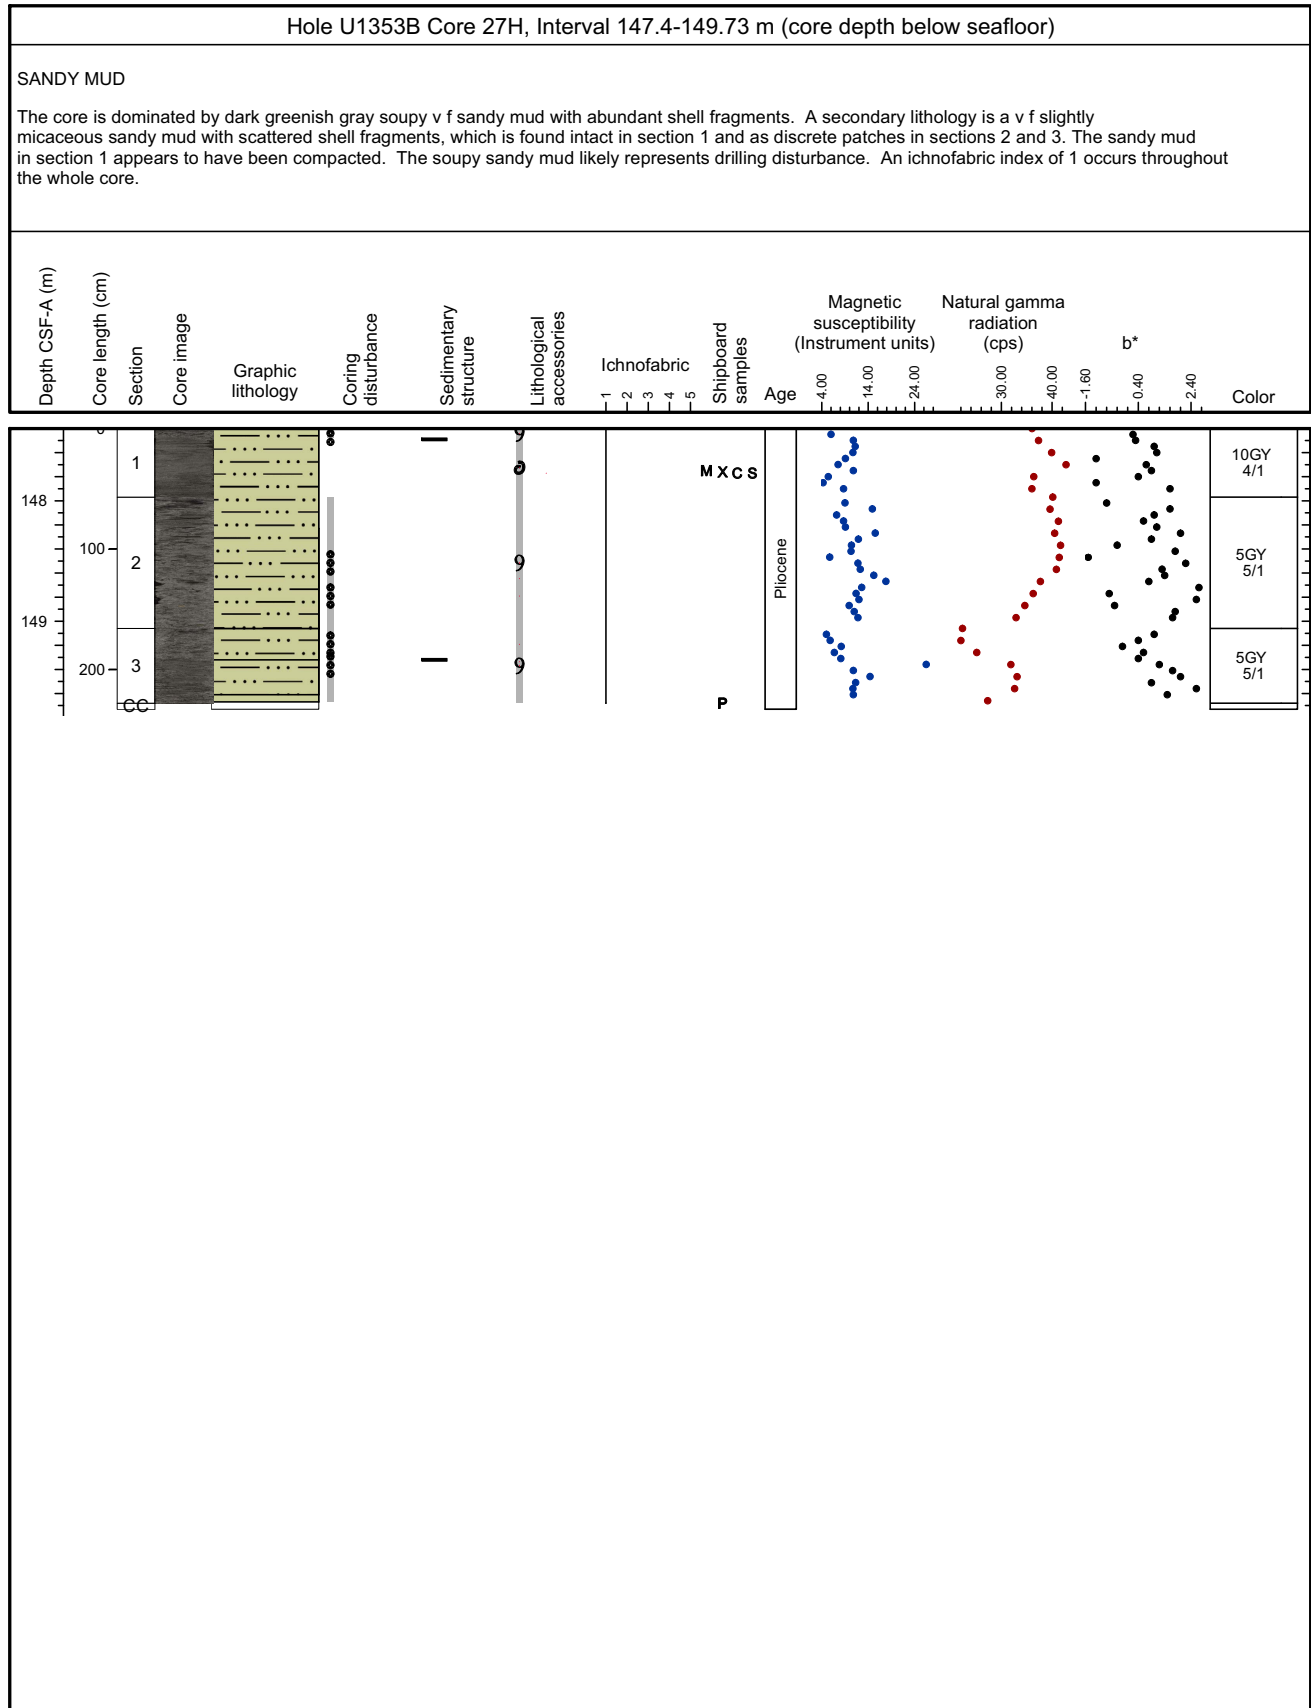 Hole U1353B Core 27H, Interval 147.4-149.73 m (core depth below seafloor)
SANDY MUD
The core is dominated by dark greenish gray soupy v f sandy mud with abundant shell fragments.  A secondary lithology is a v f slightly
micaceous sandy mud with scattered shell fragments, which is found intact in section 1 and as discrete patches in sections 2 and 3. The sandy mud
in section 1 appears to have been compacted.  The soupy sandy mud likely represents drilling disturbance.  An ichnofabric index of 1 occurs throughout
the whole core.
Depth CSF-A (m)
Core length (cm)
Section
Core image
Graphic
lithology
Coring
disturbance
Sedimentary
structure
Lithological
accessories
Ichnofabric
1 2 3 4 5
Shipboard
samples
Age
Magnetic
susceptibility
(Instrument units)
4.00 14.00 24.00
Natural gamma
radiation
(cps)
30.00 40.00
b*
-1.60 0.40 2.40
Color
0
1
M X C S
10GY
4/1
148
100
2
Pliocene
5GY
5/1
149
200
3
5GY
5/1
CC
P